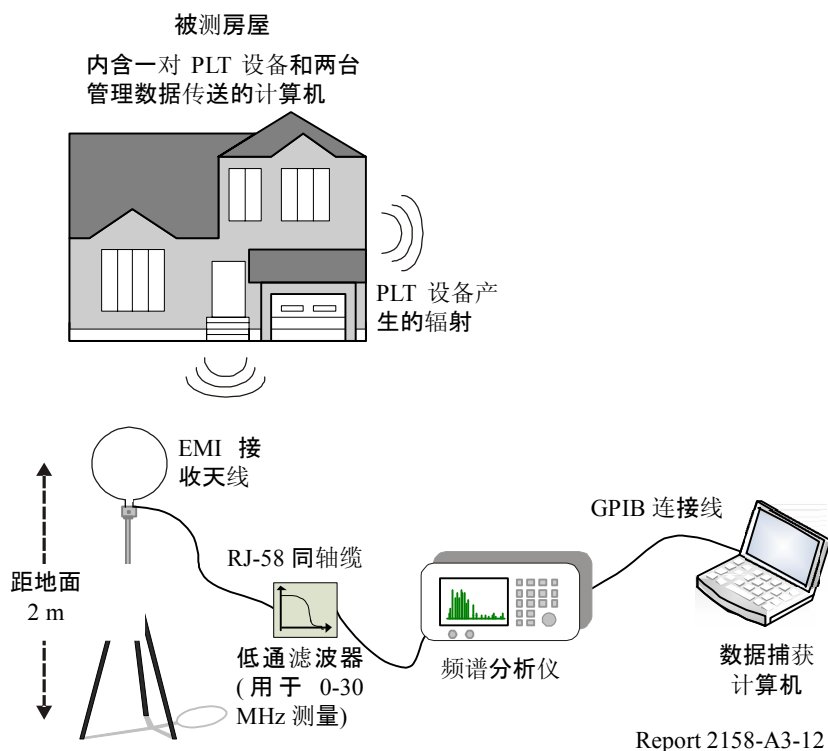 被测房屋
内含一对 PLT 设备和两台
管理数据传送的计算机
PLT 设备产
生的辐射
EMI 接
收天线
GPIB 连接线
RJ-58 同轴缆
距地面
2 m
低通滤波器
(用于 0-30
MHz 测量)
频谱分析仪
数据捕获
计算机
Report 2158-A3-12